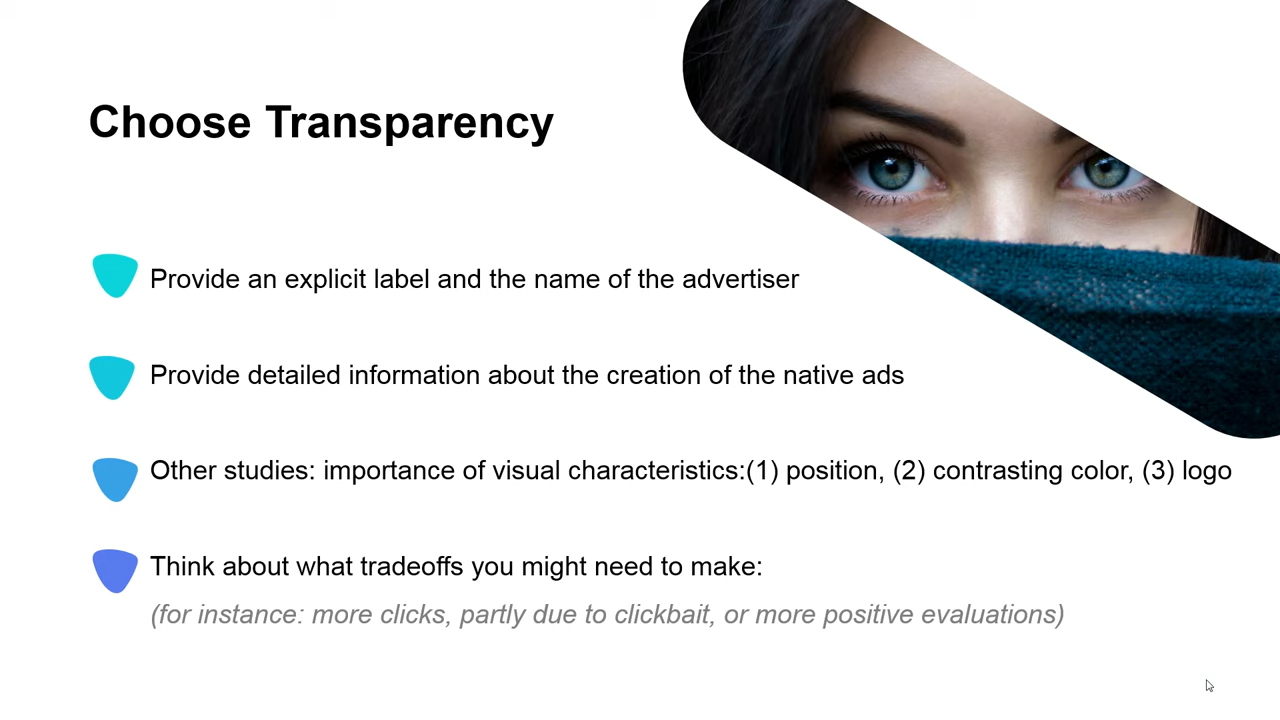 Choose Transparency
Provide an explicit label and the name of the advertiser
Provide detailed information about the creation of the native ads
Other studies: importance of visual characteristics:(1) position, (2) contrasting color, (3) logo
Think about what tradeoffs you might need to make:
(for instance: more clicks, partly due to clickbait, or more positive evaluations)